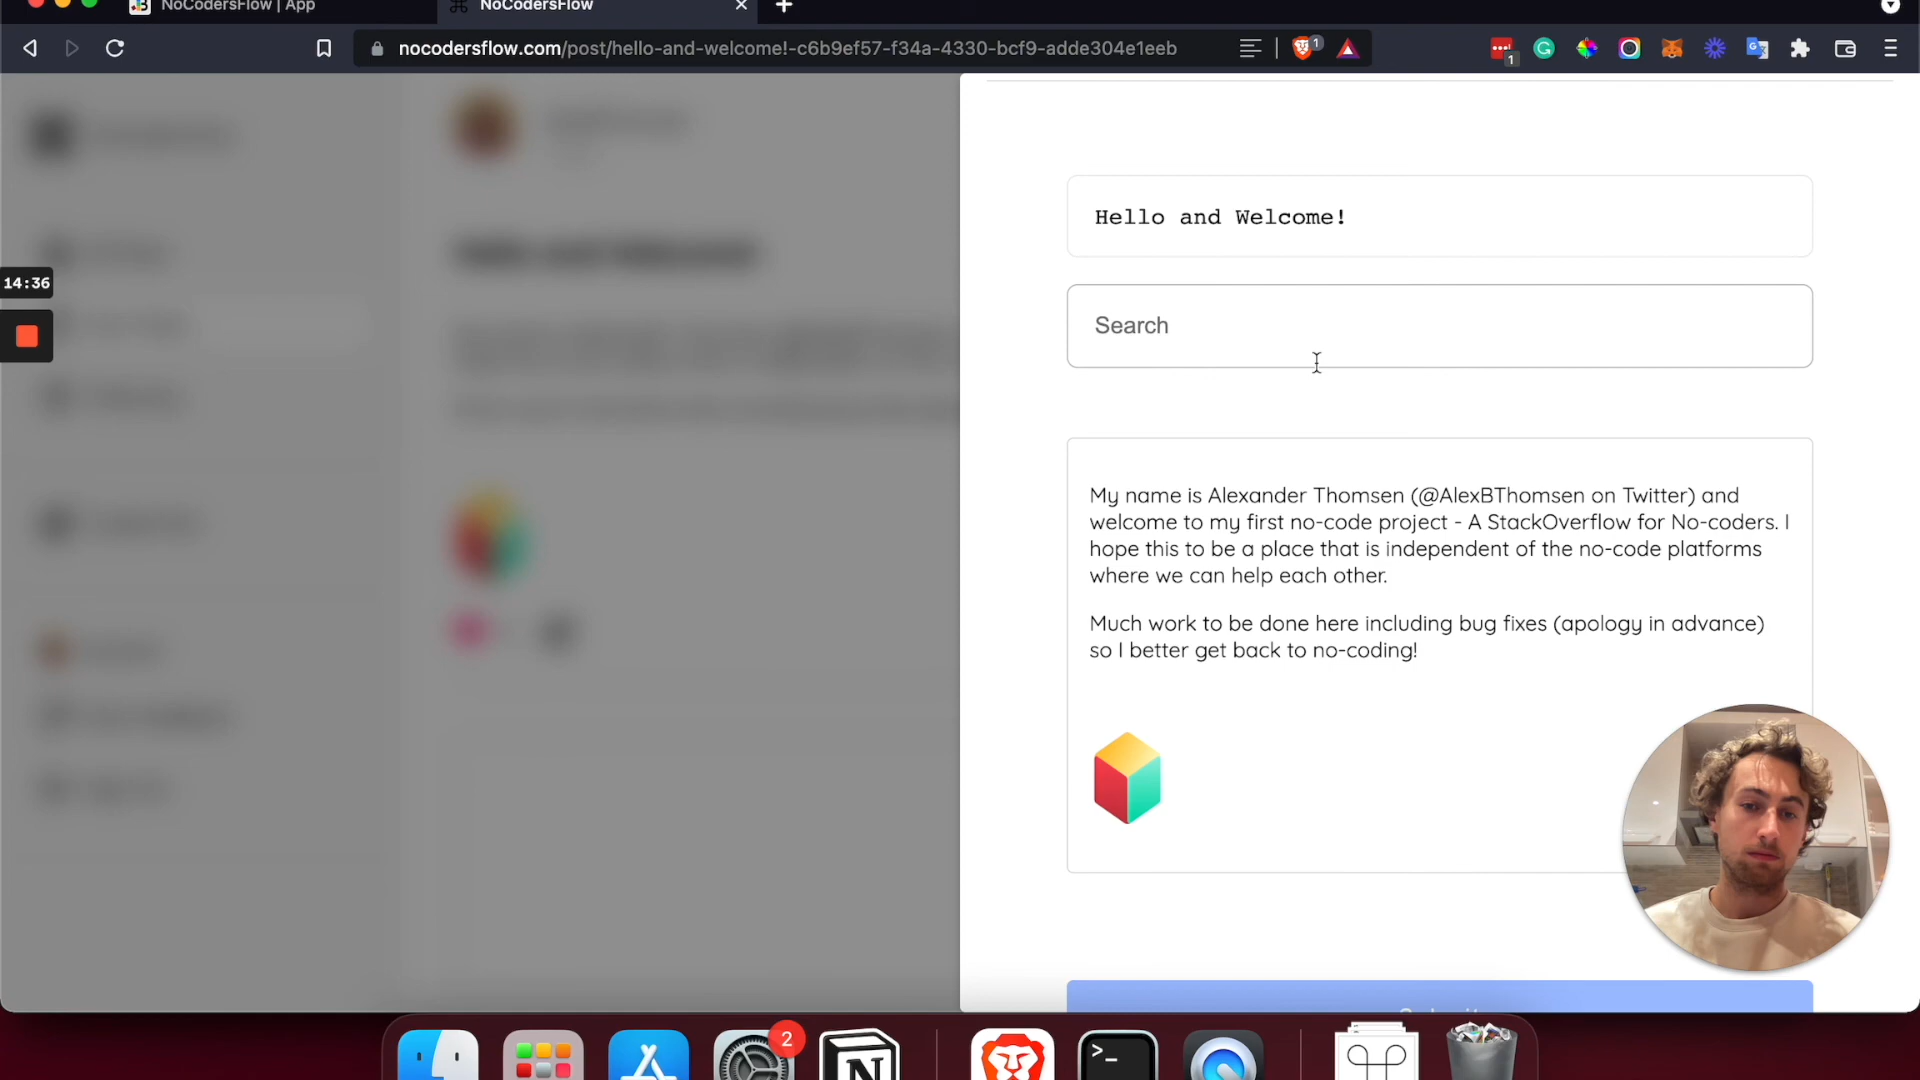 NoCodersFlow | App
NoCodersFlow
nocodersflow.com/post/hello-and-welcome!-c6b9ef57-f34a-4330-bcf9-adde304e1eeb
1
1
Hello and Welcome!
14:36
Search
My name is Alexander Thomsen (@AlexBThomsen on Twitter) and
welcome to my first no-code project - A StackOverflow for No-coders. I
hope this to be a place that is independent of the no-code platforms
where we can help each other.
Much work to be done here including bug fixes (apology in advance)
so I better get back to no-coding!
2